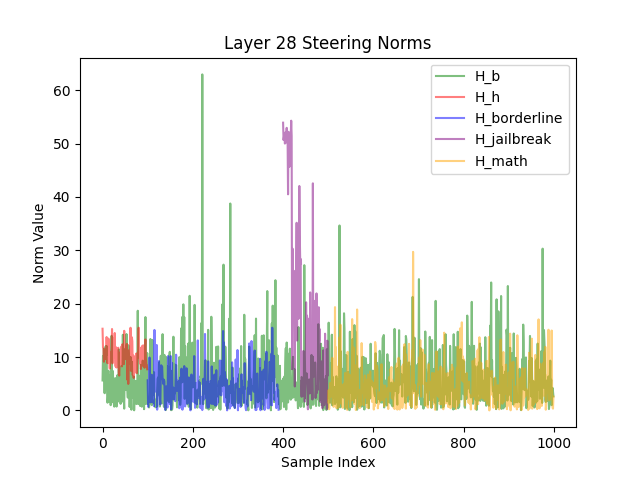 Layer 28 Steering Norms
H_b
H_h
H_borderline
H_jailbreak
H_math
Norm Value
60
50
40
30
20
10
0
0 200 400 600 800 1000
Sample Index